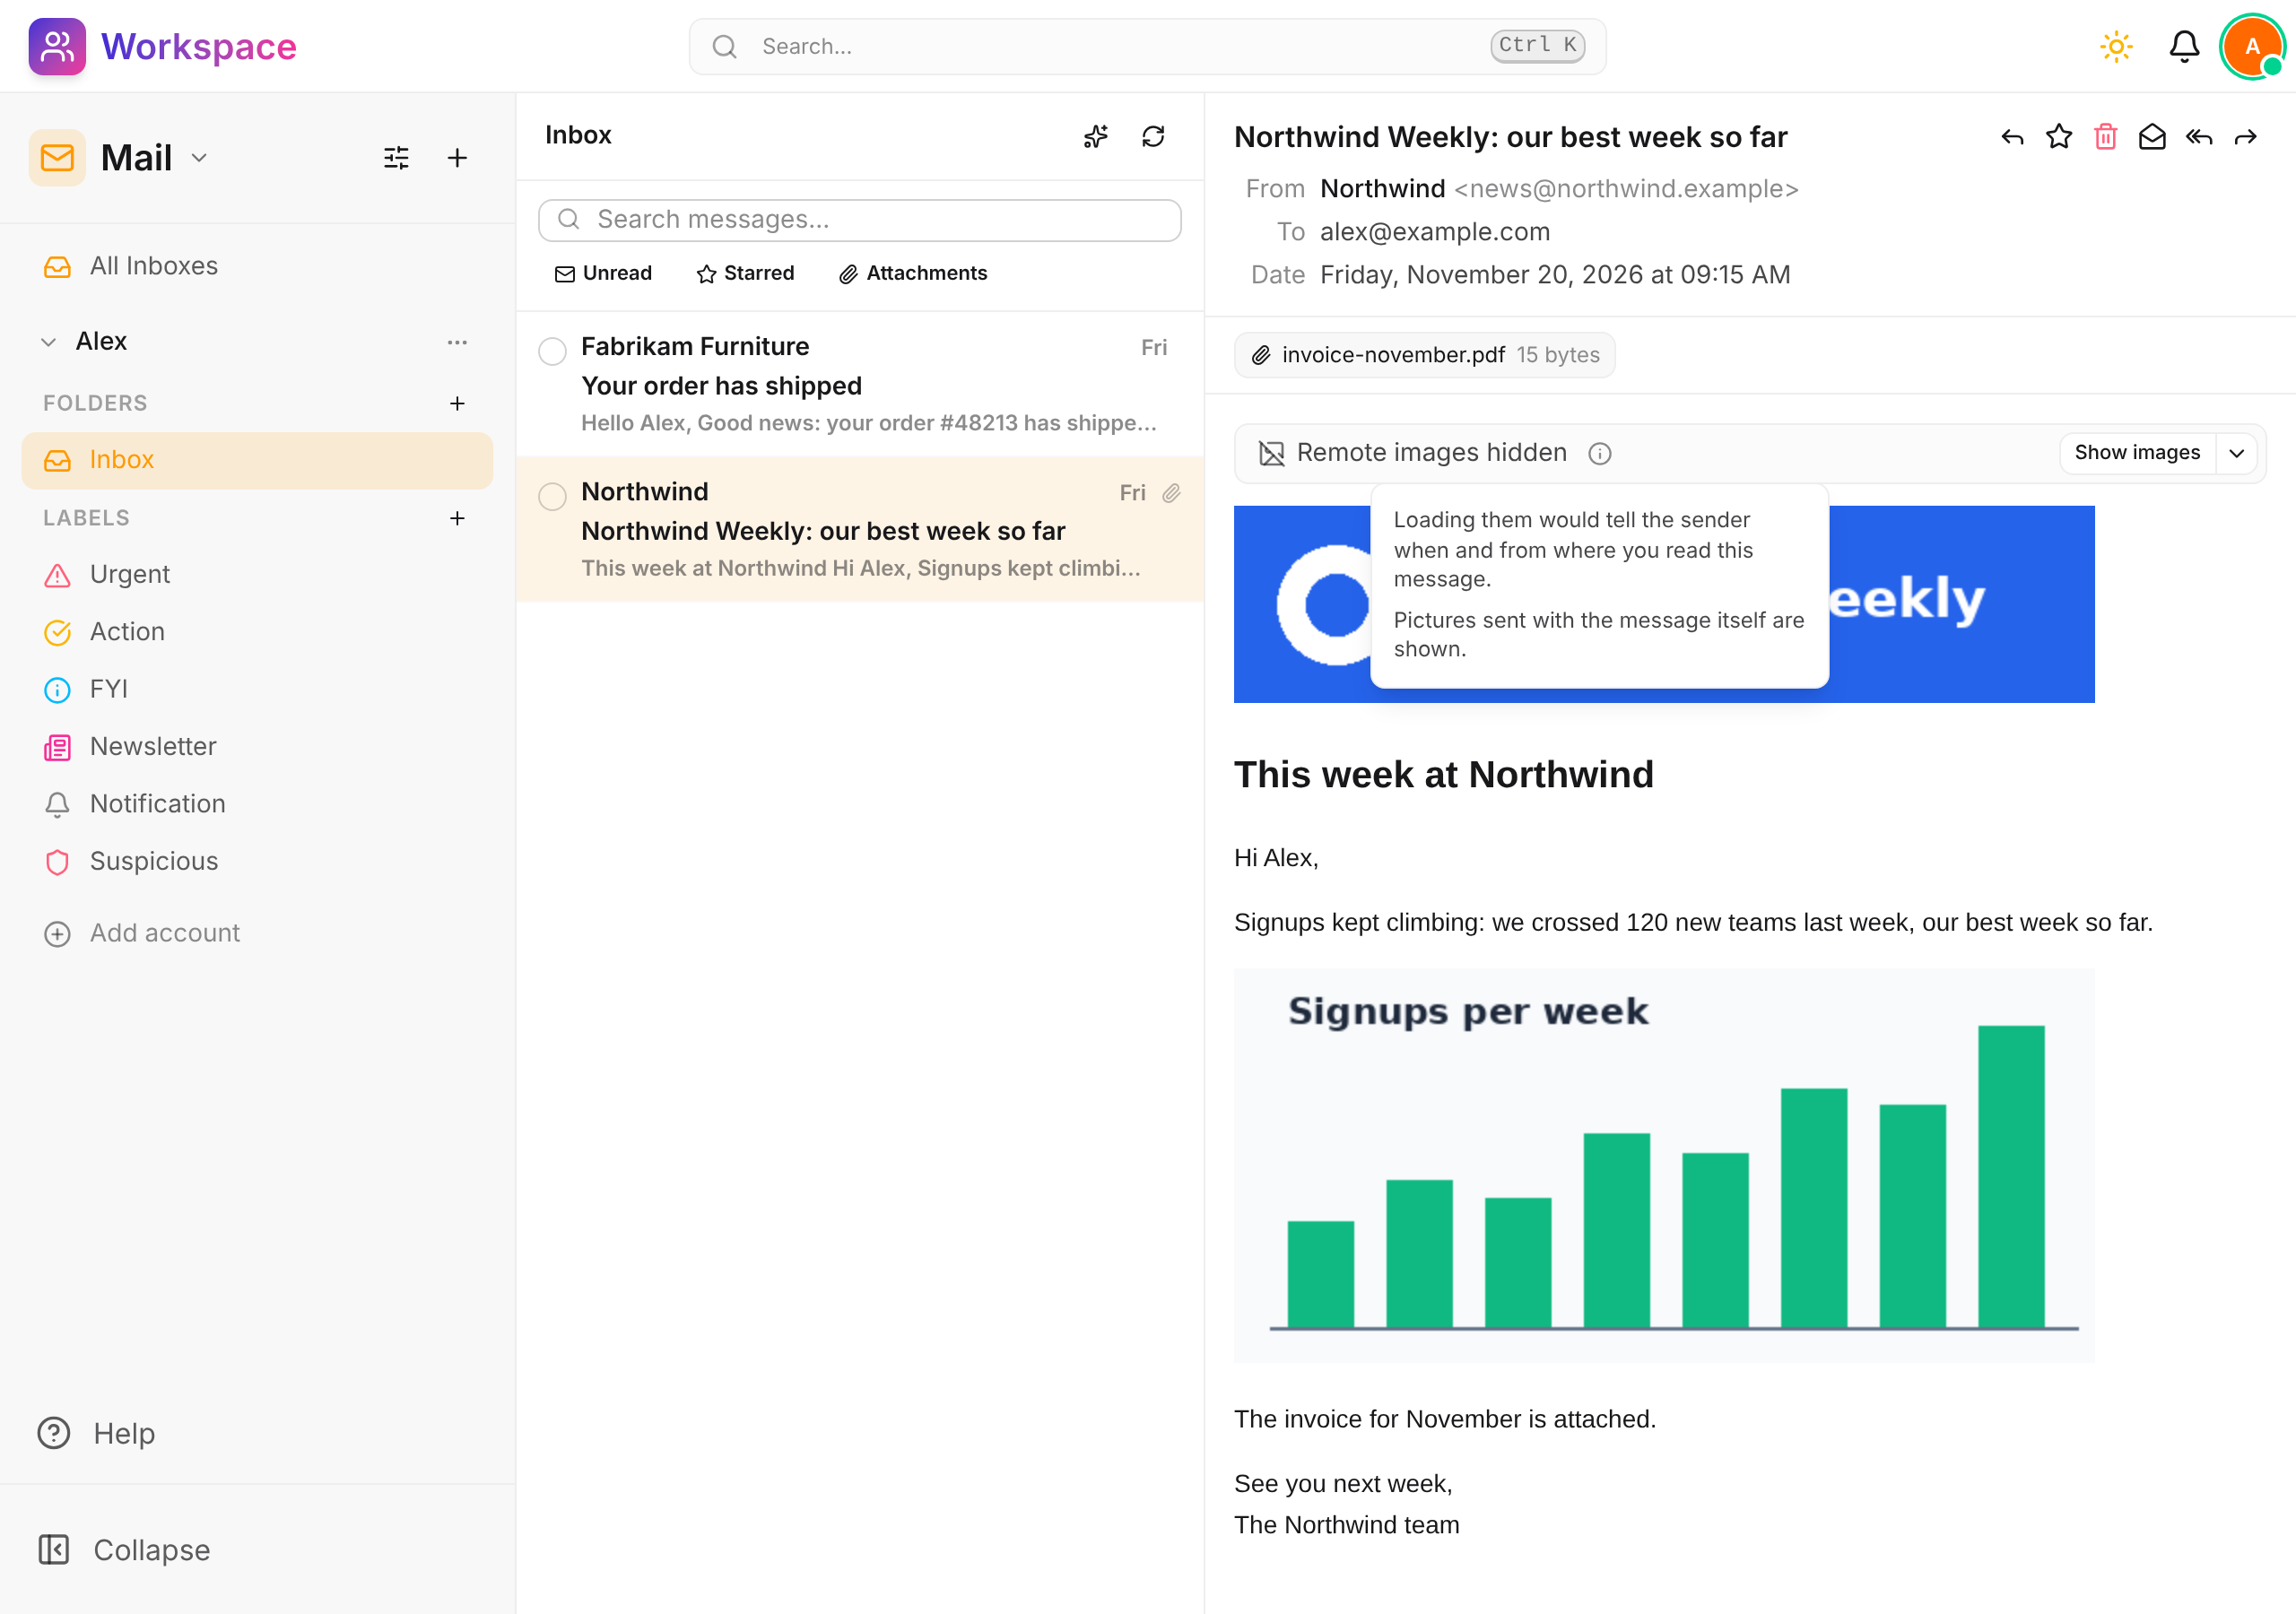 Workspace
Search...
Ctrl K
A
Mail
All Inboxes
Alex
FOLDERS
Inbox
LABELS
Urgent
Action
FYI
Newsletter
Notification
Suspicious
Add account
Help
Collapse
Inbox
Search messages...
Unread
Starred
Attachments
Fabrikam Furniture
Fri
Your order has shipped
Hello Alex, Good news: your order #48213 has shippe...
Northwind
Fri
Northwind Weekly: our best week so far
This week at Northwind Hi Alex, Signups kept climbi...
Northwind Weekly: our best week so far
From Northwind <news@northwind.example>
To alex@example.com
Date Friday, November 20, 2026 at 09:15 AM
invoice-november.pdf 15 bytes
Remote images hidden
Show images
Loading them would tell the sender
when and from where you read this
message.
Pictures sent with the message itself are
shown.
eekly
This week at Northwind
Hi Alex,
Signups kept climbing: we crossed 120 new teams last week, our best week so far.
Signups per week
The invoice for November is attached.
See you next week,
The Northwind team